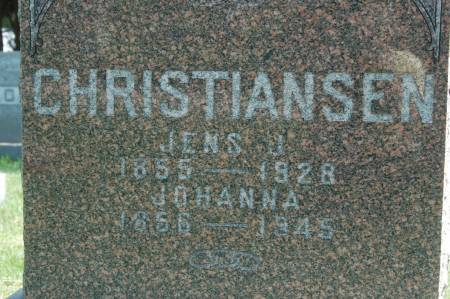 CHRISTIANSEN
JENS J.
1855 — 1928
JOHANNA
1856 — 1945